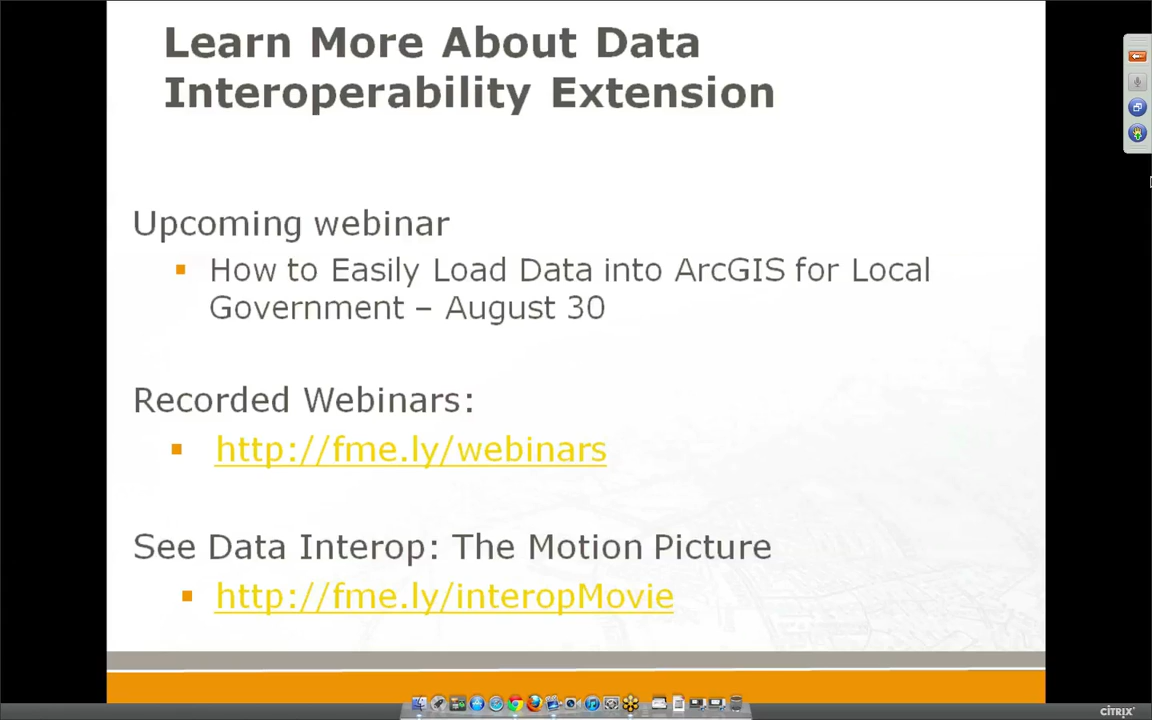 Learn More About Data
Interoperability Extension
Upcoming webinar
How to Easily Load Data into ArcGIS for Local
Government – August 30
Recorded Webinars:
http://fme.ly/webinars
See Data Interop: The Motion Picture
http://fme.ly/interopMovie
CITRIX